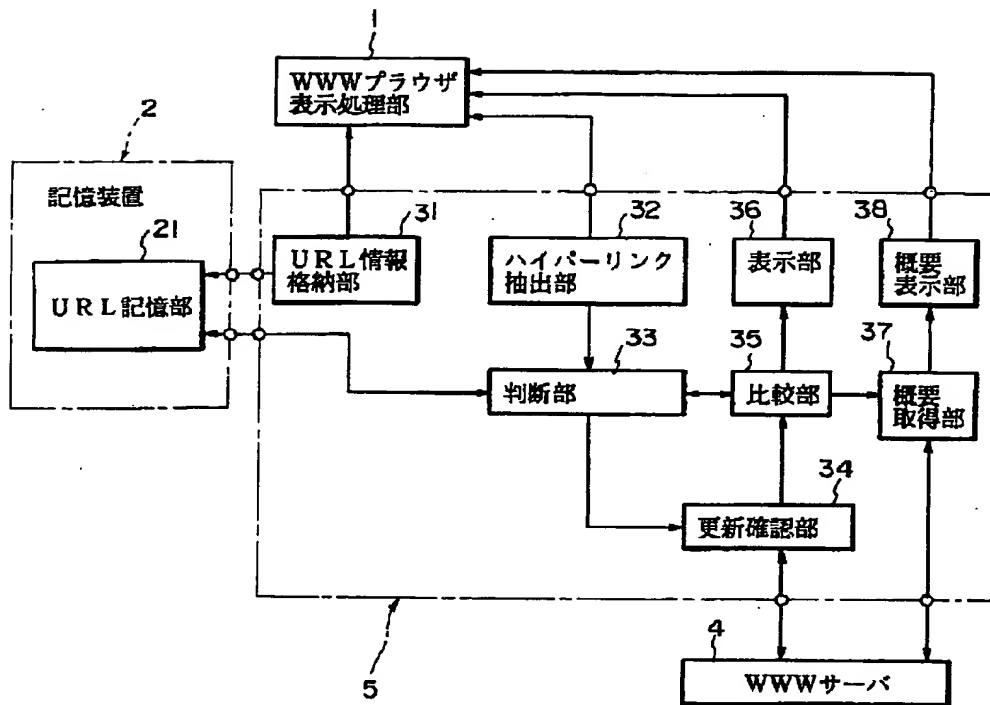 1
WWWブラウザ
表示処理部
2
記憶装置
21
URL記憶部
31
URL情報
格納部
32
ハイパーリンク
抽出部
36
表示部
38
概要
表示部
33
判断部
35
比較部
37
概要
取得部
34
更新確認部
5
4
WWWサーバ